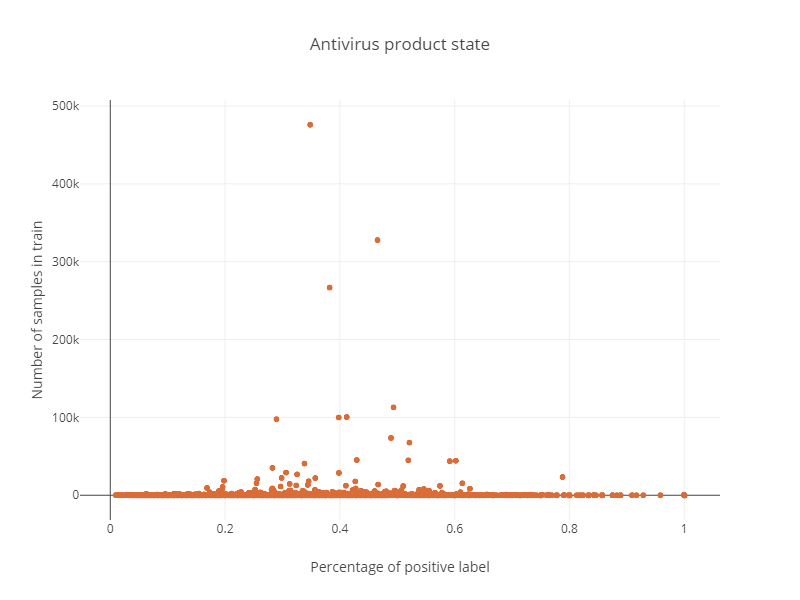 Antivirus product state
Number of samples in train
500k
400k
300k
200k
100k
0
0
0.2
0.4
0.6
0.8
1
Percentage of positive label